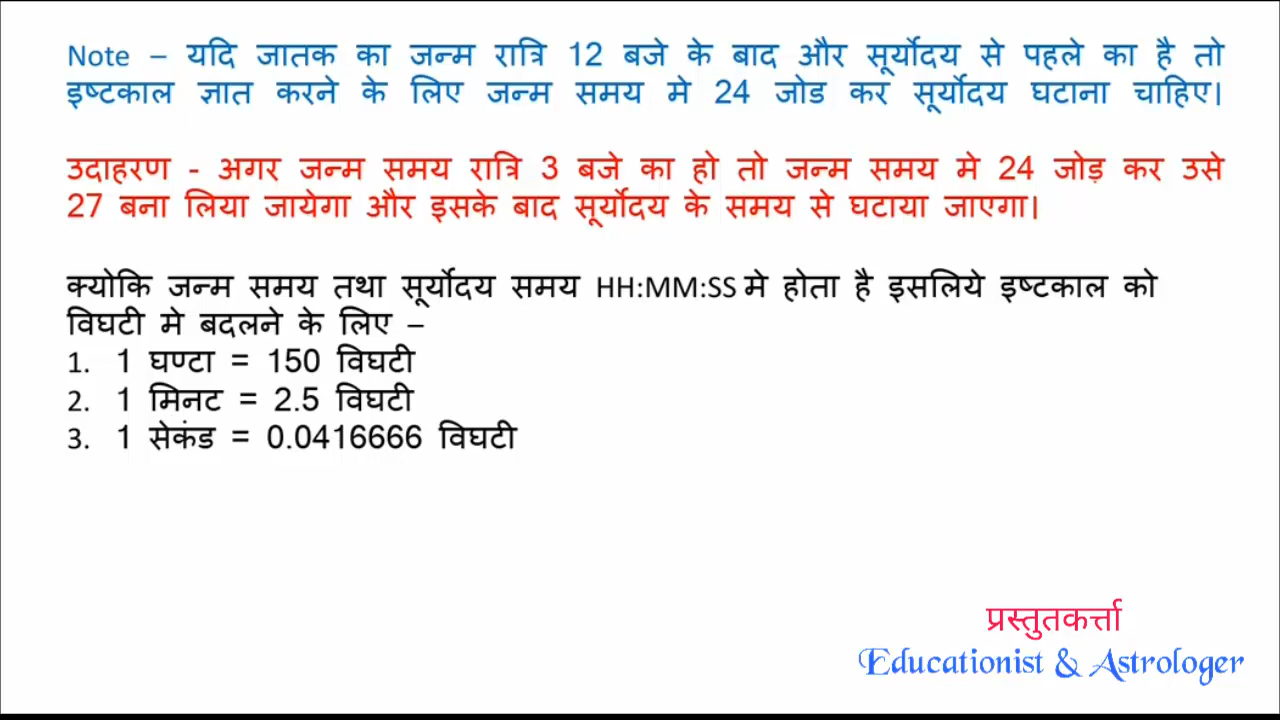 Note – यदि जातक का जन्म रात्रि 12 बजे के बाद और सूर्योदय से पहले का है तो
इष्टकाल ज्ञात करने के लिए जन्म समय मे 24 जोड कर सूर्योदय घटाना चाहिए।
उदाहरण - अगर जन्म समय रात्रि 3 बजे का हो तो जन्म समय मे 24 जोड़ कर उसे
27 बना लिया जायेगा और इसके बाद सूर्योदय के समय से घटाया जाएगा।
क्योकि जन्म समय तथा सूर्योदय समय HH:MM:SS मे होता है इसलिये इष्टकाल को
विघटी मे बदलने के लिए –
1. 1 घण्टा = 150 विघटी
2. 1 मिनट = 2.5 विघटी
3. 1 सेकंड = 0.0416666 विघटी
प्रस्तुतकर्त्ता
Educationist & Astrologer